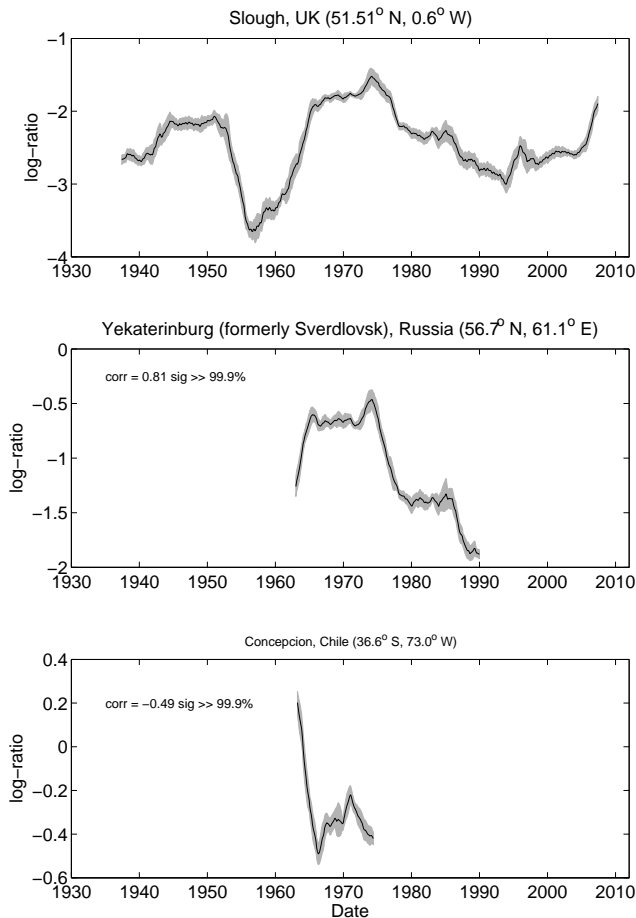 Slough, UK (51.51° N, 0.6° W)
−1
−2
−3
−4
log−ratio
1930 1940 1950 1960 1970 1980 1990 2000 2012
Yekaterinburg (formerly Sverdlovsk), Russia (56.7° N, 61.1° E)
0
corr = 0.81 sig >> 99.9%
−0.5
−1
−1.5
−2
log−ratio
1930 1940 1950 1960 1970 1980 1990 2000 2012
Concepcion, Chile (36.6° S, 73.0° W)
0.4
0.2
corr = −0.49 sig >> 99.9%
0
−0.2
−0.4
−0.6
log−ratio
1930 1940 1950 1960 1970 1980 1990 2000 2012
Date